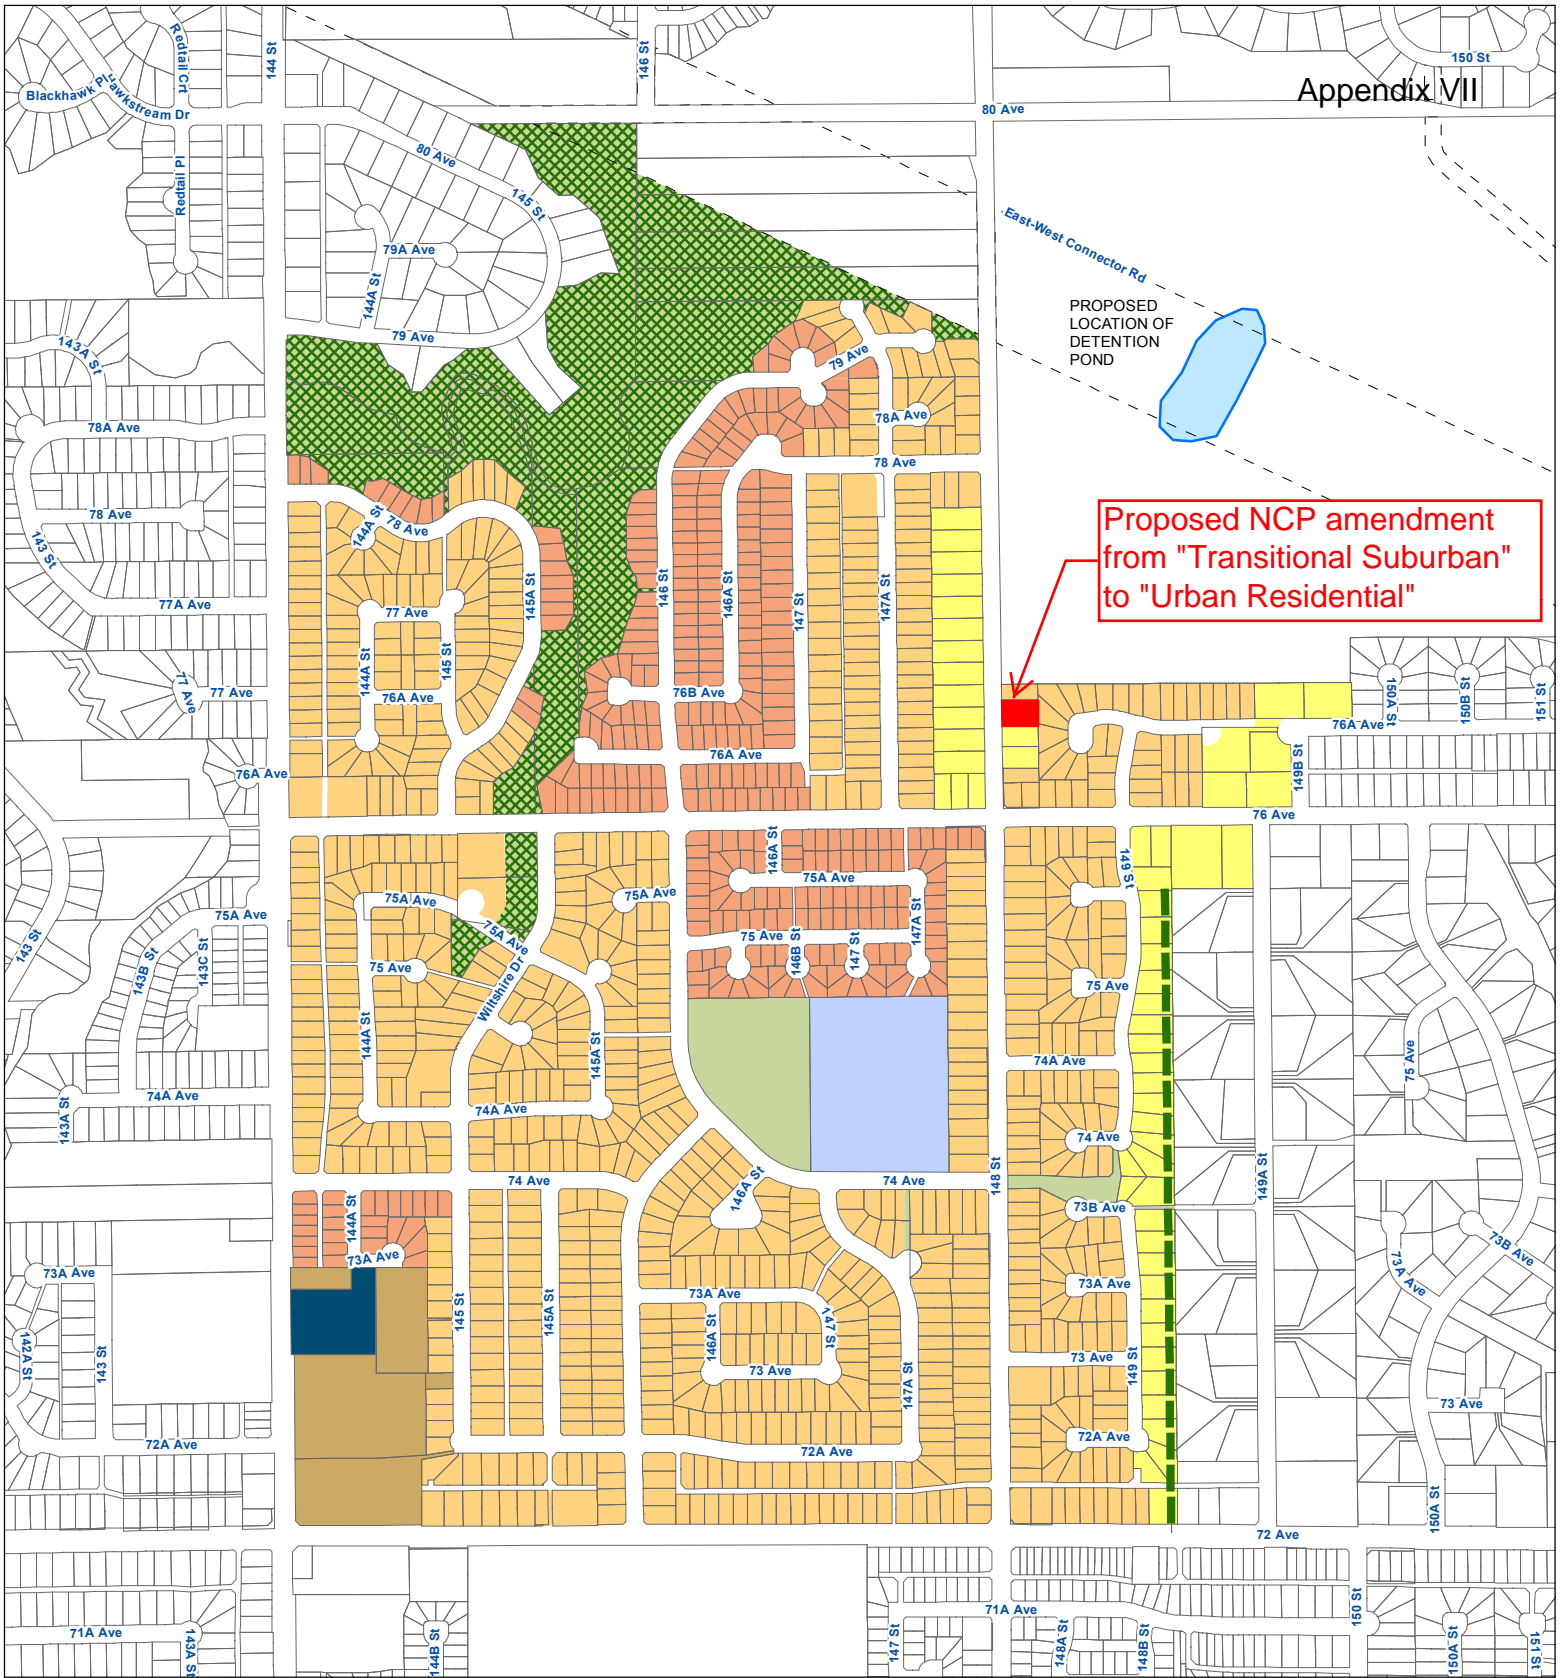 Appendix VII
Redtail Crt
144 St
146 St
150 St
Blackhawk Pl
Hawkstream Dr
80 Ave
80 Ave
Redtail Pl
145 St
79A Ave
144A St
East-West Connector Rd
PROPOSED
LOCATION OF
DETENTION
POND
79 Ave
143A St
79 Ave
78A Ave
78A Ave
78 Ave
78 Ave
144A St
78 Ave
Proposed NCP amendment
from "Transitional Suburban"
to "Urban Residential"
143 St
77A Ave
77 Ave
145A St
146 St
146A St
147 St
147A St
144A St
145 St
77 Ave
77 Ave
76A Ave
76B Ave
150A St
150B St
151 St
76A Ave
76A Ave
76A Ave
149B St
76 Ave
146A St
149 St
75A Ave
75A Ave
75A Ave
75A Ave
147A St
75A Ave
143 St
143B St
143C St
75 Ave
75 Ave
146B St
147 St
Wiltshire Dr
75 Ave
144A St
145A St
74A Ave
75 Ave
74A Ave
143A St
74A Ave
74 Ave
74 Ave
146A St
74 Ave
148 St
149A St
73B Ave
144A St
73A Ave
73A Ave
73B Ave
73A Ave
73A Ave
73A Ave
142A St
143 St
145 St
145A St
146A St
147 St
73 Ave
147A St
73 Ave
149 St
73 Ave
72A Ave
72A Ave
72A Ave
150A St
72 Ave
71A Ave
150 St
71A Ave
143A St
144B St
147 St
148A St
148B St
150A St
151 St